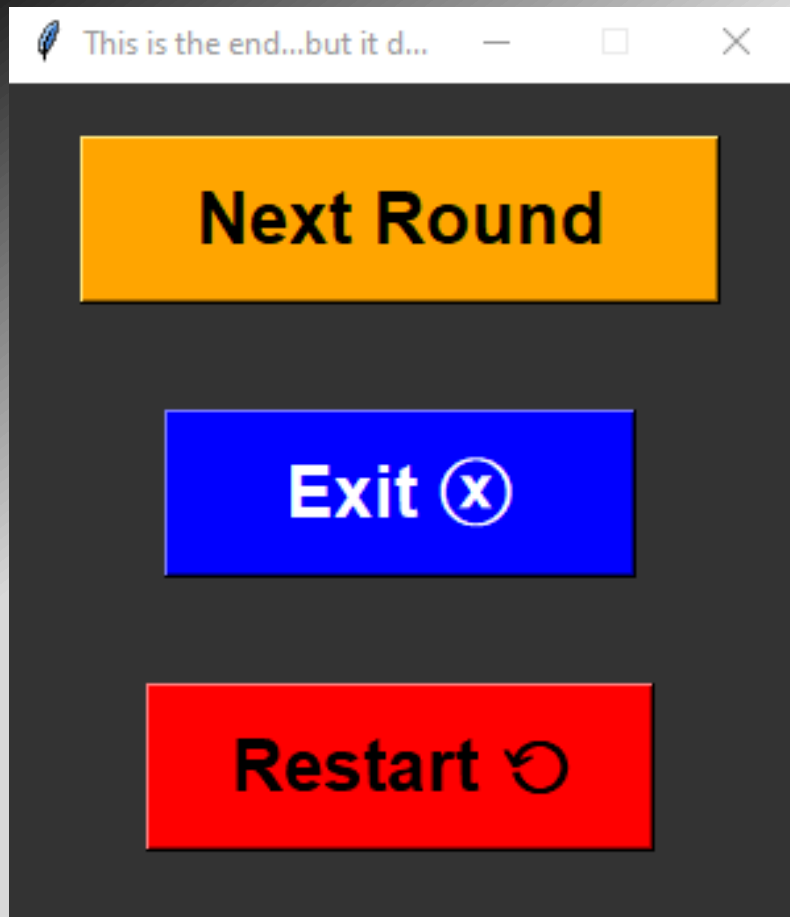 This is the end...but it d...
Next Round
Exit ⓧ
Restart ⟲